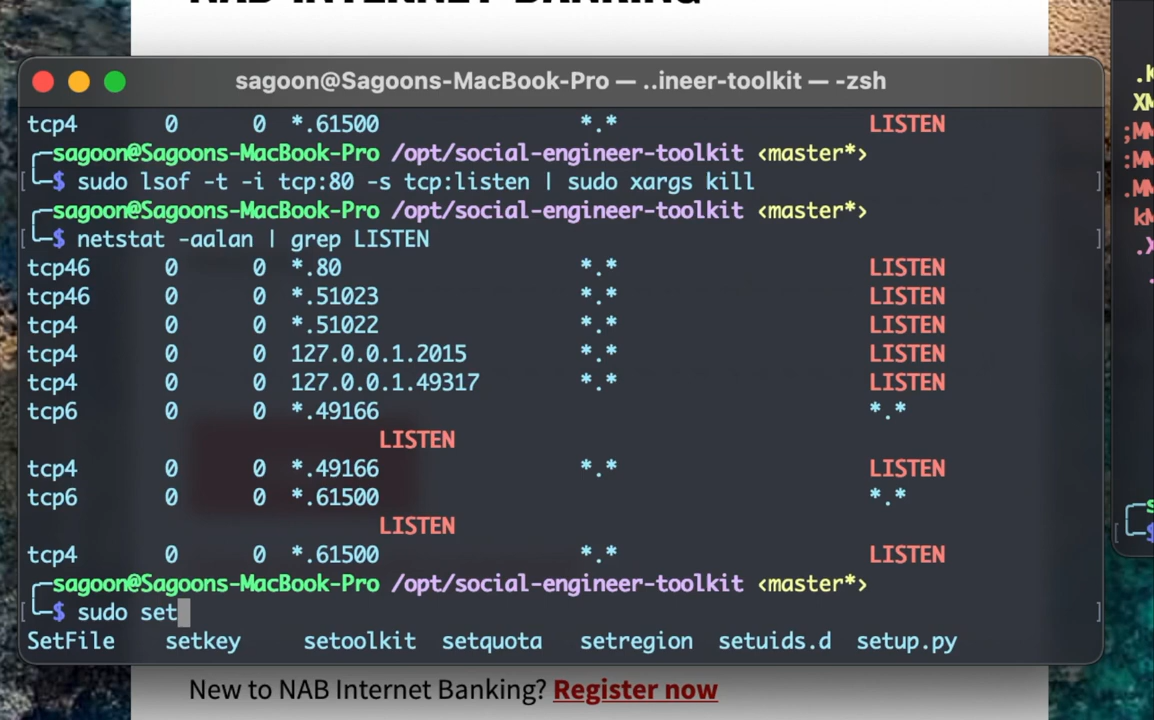 NAB INTERNET BANKING
sagoon@Sagoons-MacBook-Pro — ..ineer-toolkit — -zsh
tcp4 0 0 *.61500 *.* LISTEN
sagoon@Sagoons-MacBook-Pro /opt/social-engineer-toolkit ‹master*›
[ $ sudo lsof -t -i tcp:80 -s tcp:listen | sudo xargs kill ]
sagoon@Sagoons-MacBook-Pro /opt/social-engineer-toolkit ‹master*›
[ $ netstat -aalan | grep LISTEN ]
tcp46 0 0 *.80 *.* LISTEN
tcp46 0 0 *.51023 *.* LISTEN
tcp4 0 0 *.51022 *.* LISTEN
tcp4 0 0 127.0.0.1.2015 *.* LISTEN
tcp4 0 0 127.0.0.1.49317 *.* LISTEN
tcp6 0 0 *.49166 *.*
LISTEN
tcp4 0 0 *.49166 *.* LISTEN
tcp6 0 0 *.61500 *.*
LISTEN
tcp4 0 0 *.61500 *.* LISTEN
sagoon@Sagoons-MacBook-Pro /opt/social-engineer-toolkit ‹master*›
[ $ sudo set ]
SetFile setkey setoolkit setquota setregion setuids.d setup.py
New to NAB Internet Banking? Register now